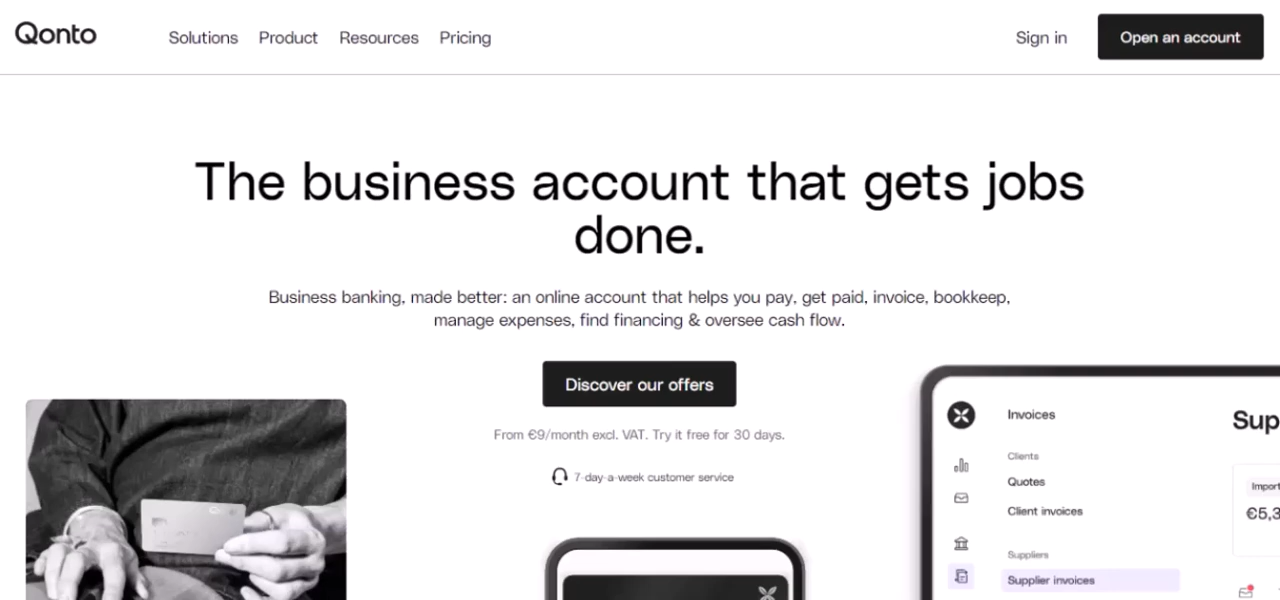 Qonto
Solutions Product Resources Pricing
Sign in
Open an account
The business account that gets jobs
done.
Business banking, made better: an online account that helps you pay, get paid, invoice, bookkeep,
manage expenses, find financing & oversee cash flow.
Discover our offers
From €9/month excl. VAT. Try it free for 30 days.
7-day-a-week customer service
Invoices
Clients
Quotes
Client invoices
Suppliers
Supplier invoices
Sup
Import
€5,3